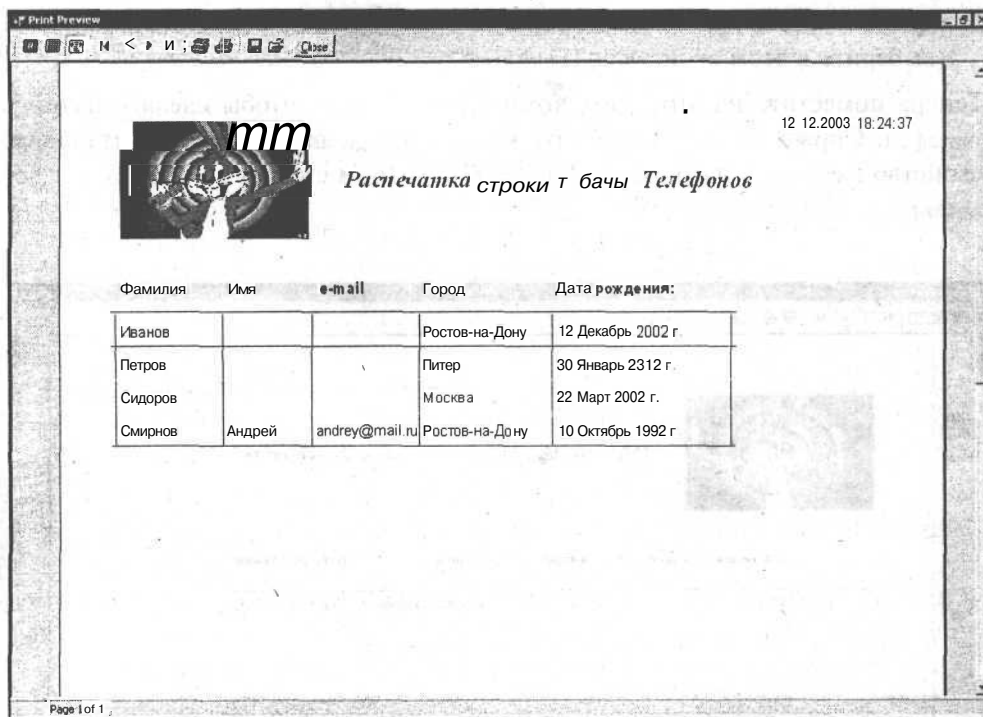 Print Preview
Close
12 12.2003 18:24:37
mm
Распечатка строки т бачы Телефонов
Фамилия Имя e-mail Город Дата рождения:
Иванов Ростов-на-Дону 12 Декабрь 2002 г.
Петров Питер 30 Январь 2312 г.
Сидоров Москва 22 Март 2002 г.
Смирнов Андрей andrey@mail.ru Ростов-на-Дону 10 Октябрь 1992 г
Page 1 of 1